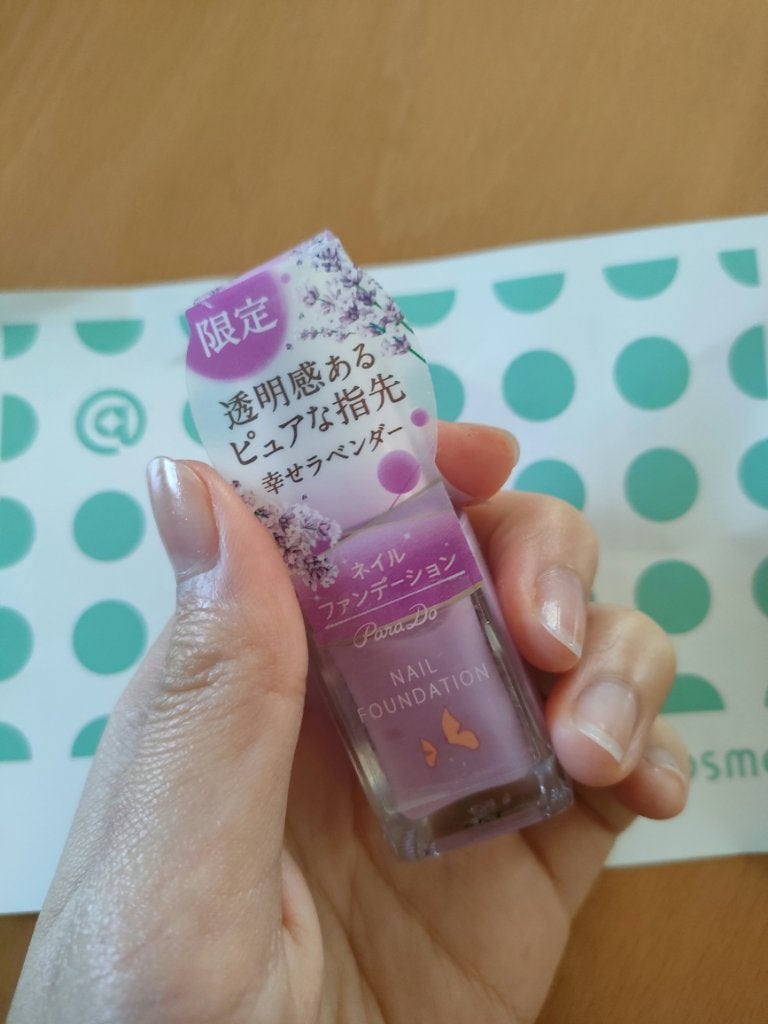 限定
透明感ある
ピュアな指先
幸せラベンダー
ネイル
ファンデーション
ParaDo
NAIL
FOUNDATION
@
osme